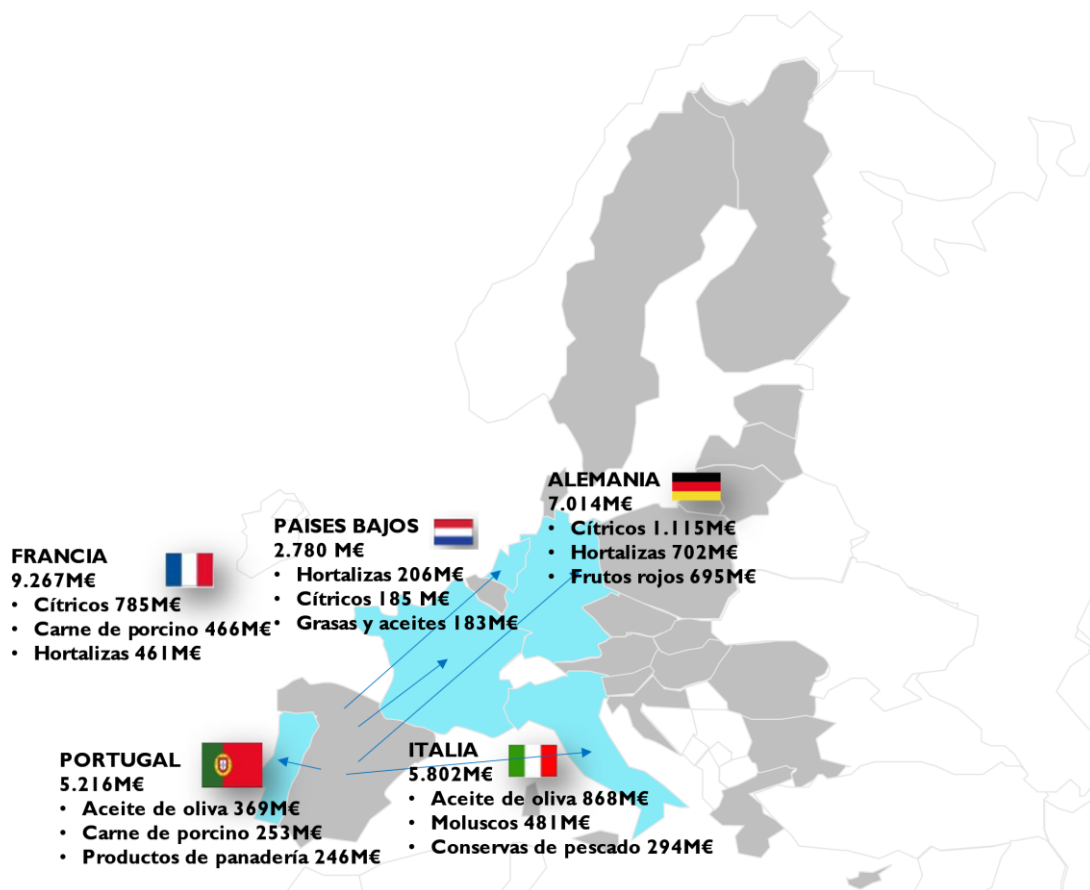 ALEMANIA
7.014M€
• Cítricos 1.115M€
• Hortalizas 702M€
• Frutos rojos 695M€
PAISES BAJOS
2.780 M€
• Hortalizas 206M€
• Cítricos 185 M€
• Grasas y aceites 183M€
FRANCIA
9.267M€
• Cítricos 785M€
• Carne de porcino 466M€
• Hortalizas 461M€
PORTUGAL
5.216M€
• Aceite de oliva 369M€
• Carne de porcino 253M€
• Productos de panadería 246M€
ITALIA
5.802M€
• Aceite de oliva 868M€
• Moluscos 481M€
• Conservas de pescado 294M€